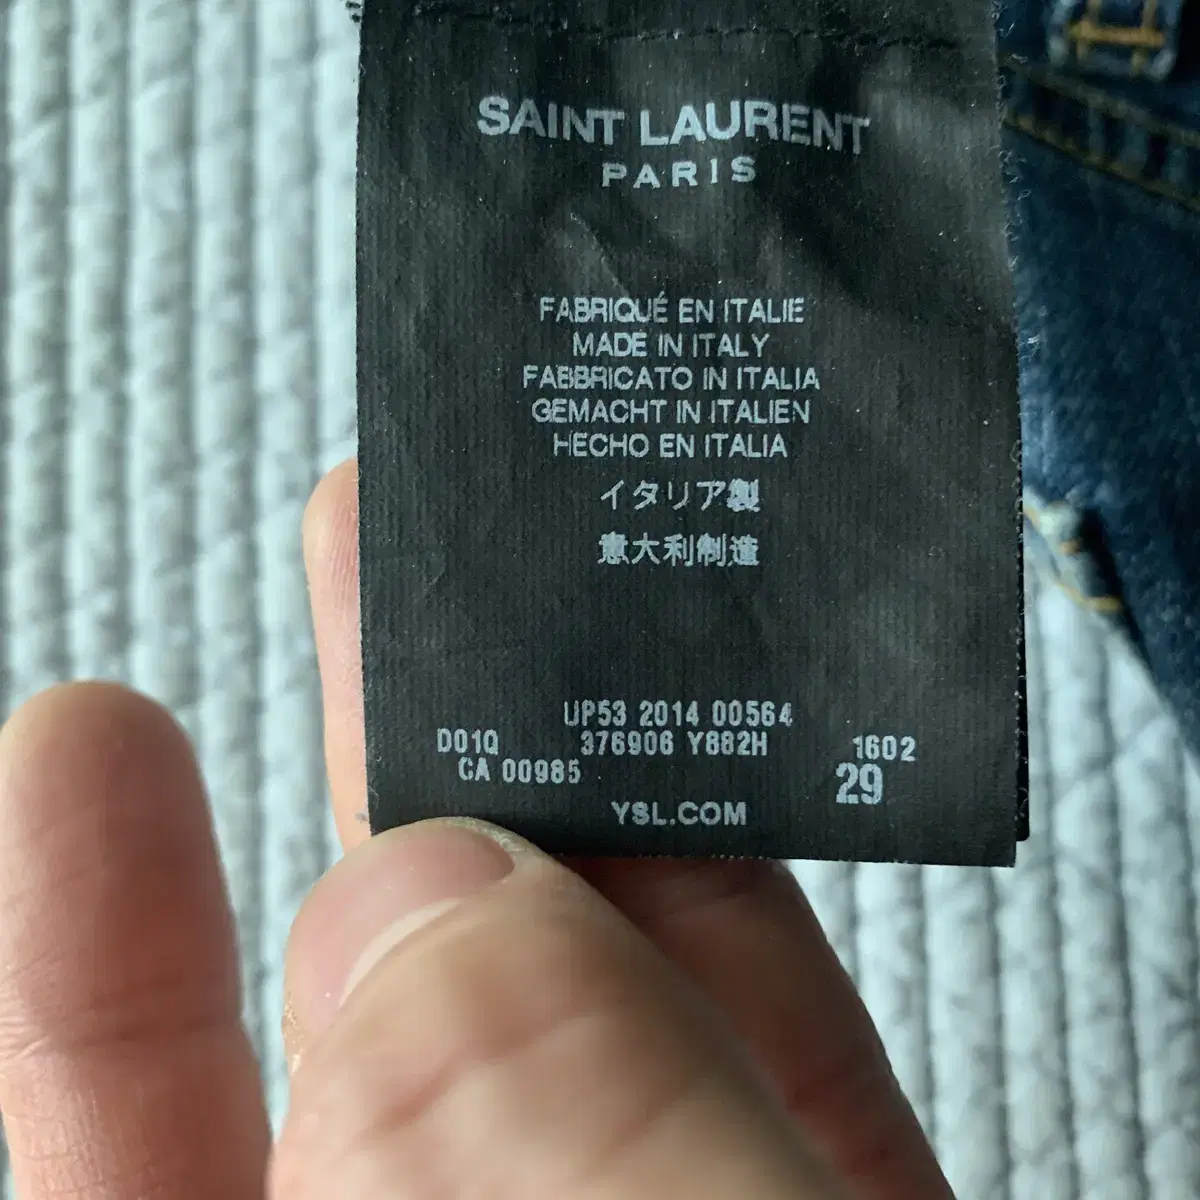 SAINT LAURENT
PARIS
FABRIQUÉ EN ITALIE
MADE IN ITALY
FABBRICATO IN ITALIA
GEMACHT IN ITALIEN
HECHO EN ITALIA
イタリア製
意大利制造
UP53 2014 00564
D01Q 376906 Y882H 1602
CA 00985 29
YSL.COM